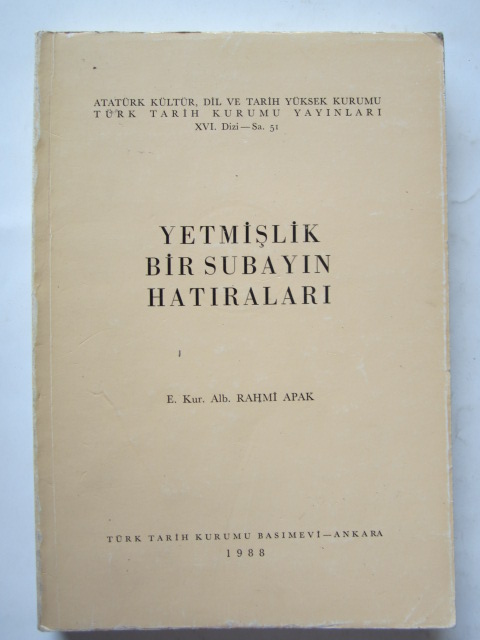 ATATÜRK KÜLTÜR, DİL VE TARİH YÜKSEK KURUMU
TÜRK TARİH KURUMU YAYINLARI
XVI. Dizi — Sa. 51
YETMİŞLİK
BİR SUBAYIN
HATIRALARI
E. Kur. Alb. RAHMİ APAK
TÜRK TARİH KURUMU BASIMEVİ — ANKARA
1988